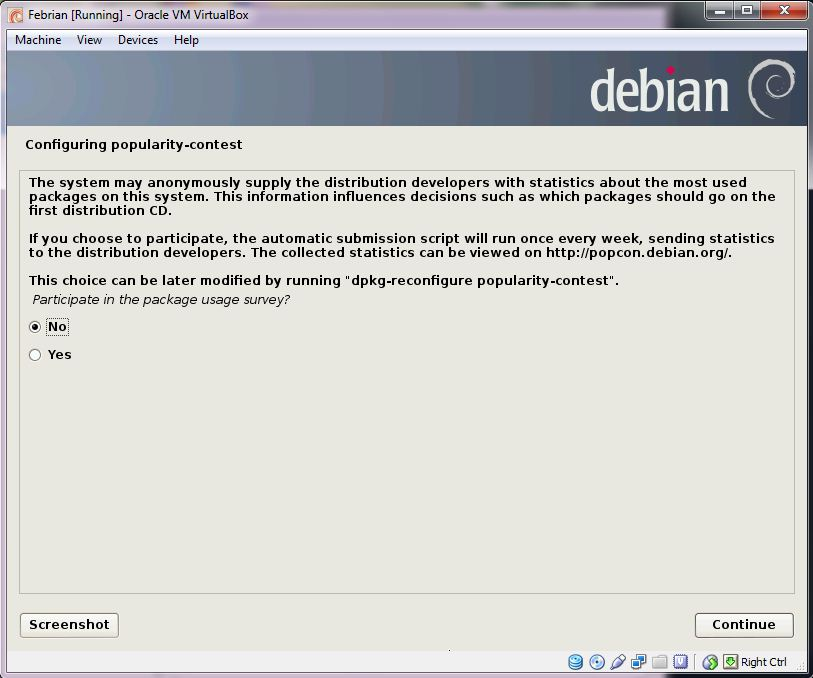 Febrian [Running] - Oracle VM VirtualBox
Machine View Devices Help
debian
Configuring popularity-contest
The system may anonymously supply the distribution developers with statistics about the most used
packages on this system. This information influences decisions such as which packages should go on the
first distribution CD.
If you choose to participate, the automatic submission script will run once every week, sending statistics
to the distribution developers. The collected statistics can be viewed on http://popcon.debian.org/.
This choice can be later modified by running "dpkg-reconfigure popularity-contest".
Participate in the package usage survey?
No
Yes
Screenshot
Continue
Right Ctrl